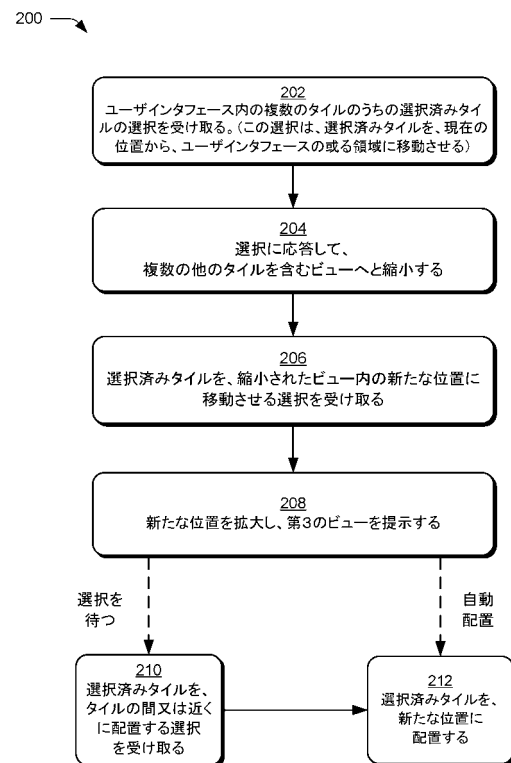 200
202
ユーザインタフェース内の複数のタイルのうちの選択済みタイ
ルの選択を受け取る。(この選択は、選択済みタイルを、現在の
位置から、ユーザインタフェースの或る領域に移動させる)
204
選択に応答して、
複数の他のタイルを含むビューへと縮小する
206
選択済みタイルを、縮小されたビュー内の新たな位置に
移動させる選択を受け取る
208
新たな位置を拡大し、第3のビューを提示する
選択を
待つ
自動
配置
210
選択済みタイルを、
タイルの間又は近く
に配置する選択
を受け取る
212
選択済みタイルを、
新たな位置に
配置する